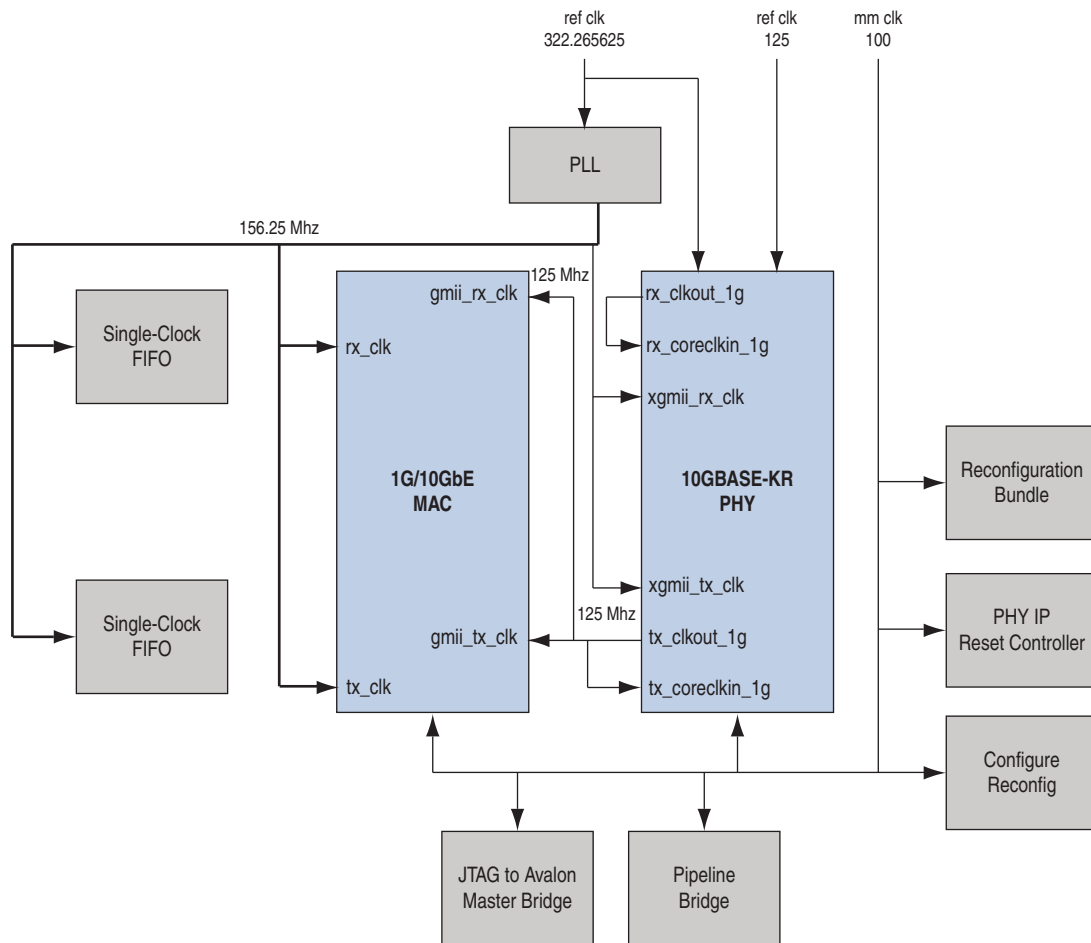 ref clk
322.265625
ref clk
125
mm clk
100
PLL
156.25 Mhz
125 Mhz
gmii_rx_clk
rx_clkout_1g
Single-Clock
FIFO
rx_clk
rx_coreclkin_1g
xgmii_rx_clk
1G/10GbE
MAC
10GBASE-KR
PHY
Reconfiguration
Bundle
xgmii_tx_clk
125 Mhz
Single-Clock
FIFO
gmii_tx_clk
tx_clkout_1g
PHY IP
Reset Controller
tx_clk
tx_coreclkin_1g
Configure
Reconfig
JTAG to Avalon
Master Bridge
Pipeline
Bridge